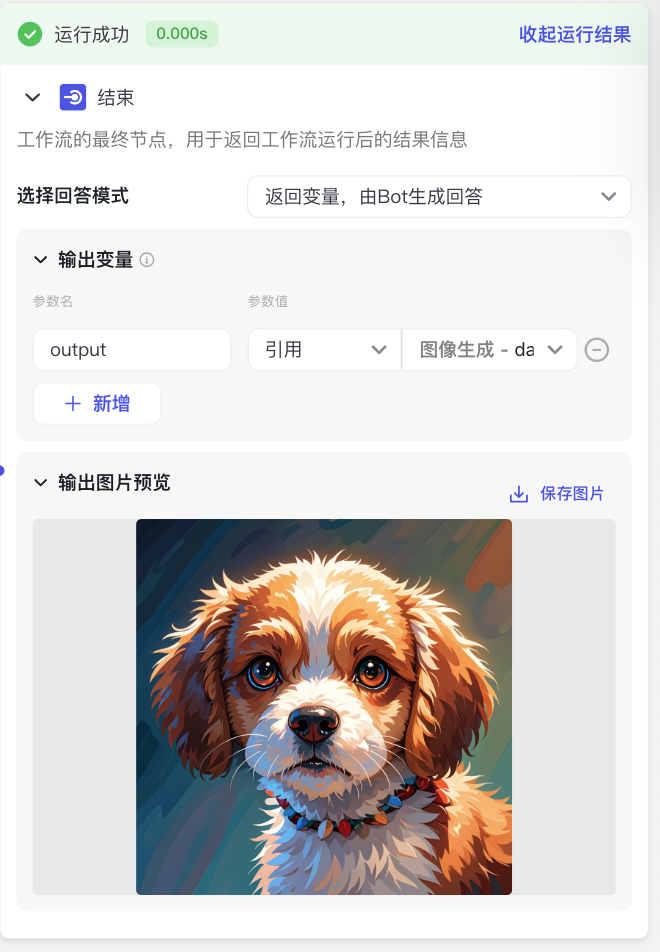 运行成功 0.000s 收起运行结果
结束
工作流的最终节点，用于返回工作流运行后的结果信息
选择回答模式 返回变量，由Bot生成回答
输出变量
参数名 参数值
output 引用 图像生成 - da
+ 新增
输出图片预览
保存图片